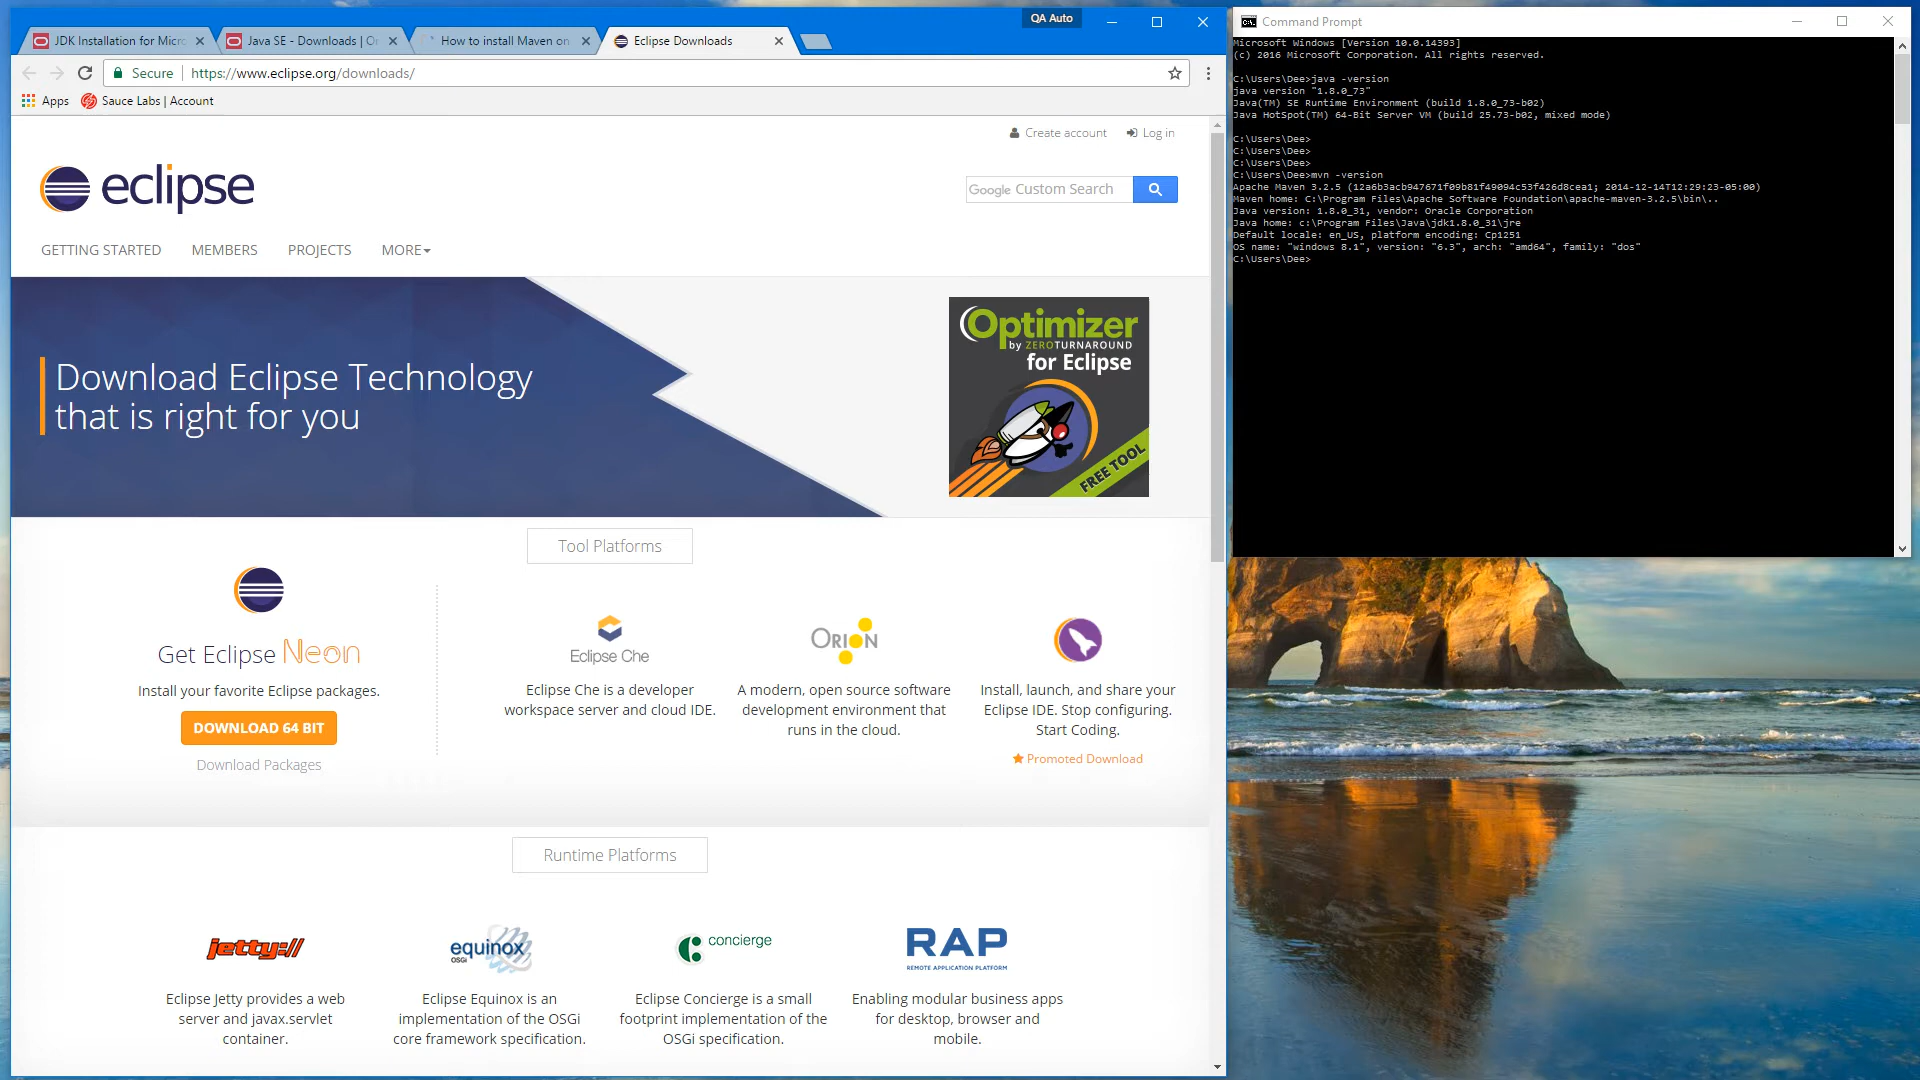 QA Auto
JDK Installation for Micro
Java SE - Downloads | Or
How to install Maven on
Eclipse Downloads
Secure
https://www.eclipse.org/downloads/
Apps
Sauce Labs | Account
Create account
Log in
eclipse
Google Custom Search
GETTING STARTED
MEMBERS
PROJECTS
MORE
Download Eclipse Technology
that is right for you
Optimizer
by ZEROTURNAROUND
for Eclipse
FREE TOOL
Tool Platforms
Get Eclipse Neon
Install your favorite Eclipse packages.
DOWNLOAD 64 BIT
Download Packages
Eclipse Che
Eclipse Che is a developer
workspace server and cloud IDE.
ORION
A modern, open source software
development environment that
runs in the cloud.
Install, launch, and share your
Eclipse IDE. Stop configuring.
Start Coding.
Promoted Download
Runtime Platforms
jetty://
Eclipse Jetty provides a web
server and javax.servlet
container.
equinox
OSGi
Eclipse Equinox is an
implementation of the OSGi
core framework specification.
concierge
Eclipse Concierge is a small
footprint implementation of the
OSGi specification.
RAP
REMOTE APPLICATION PLATFORM
Enabling modular business apps
for desktop, browser and
mobile.
Command Prompt
Microsoft Windows [Version 10.0.14393]
(c) 2016 Microsoft Corporation. All rights reserved.
C:\Users\Dee>java -version
java version "1.8.0_73"
Java(TM) SE Runtime Environment (build 1.8.0_73-b02)
Java HotSpot(TM) 64-Bit Server VM (build 25.73-b02, mixed mode)
C:\Users\Dee>
C:\Users\Dee>
C:\Users\Dee>
C:\Users\Dee>mvn -version
Apache Maven 3.2.5 (12a6b3acb947671f09b81f49094c53f426d8cea1; 2014-12-14T12:29:23-05:00)
Maven home: C:\Program Files\Apache Software Foundation\apache-maven-3.2.5\bin\..
Java version: 1.8.0_31, vendor: Oracle Corporation
Java home: c:\Program Files\Java\jdk1.8.0_31\jre
Default locale: en_US, platform encoding: Cp1251
OS name: "windows 8.1", version: "6.3", arch: "amd64", family: "dos"
C:\Users\Dee>